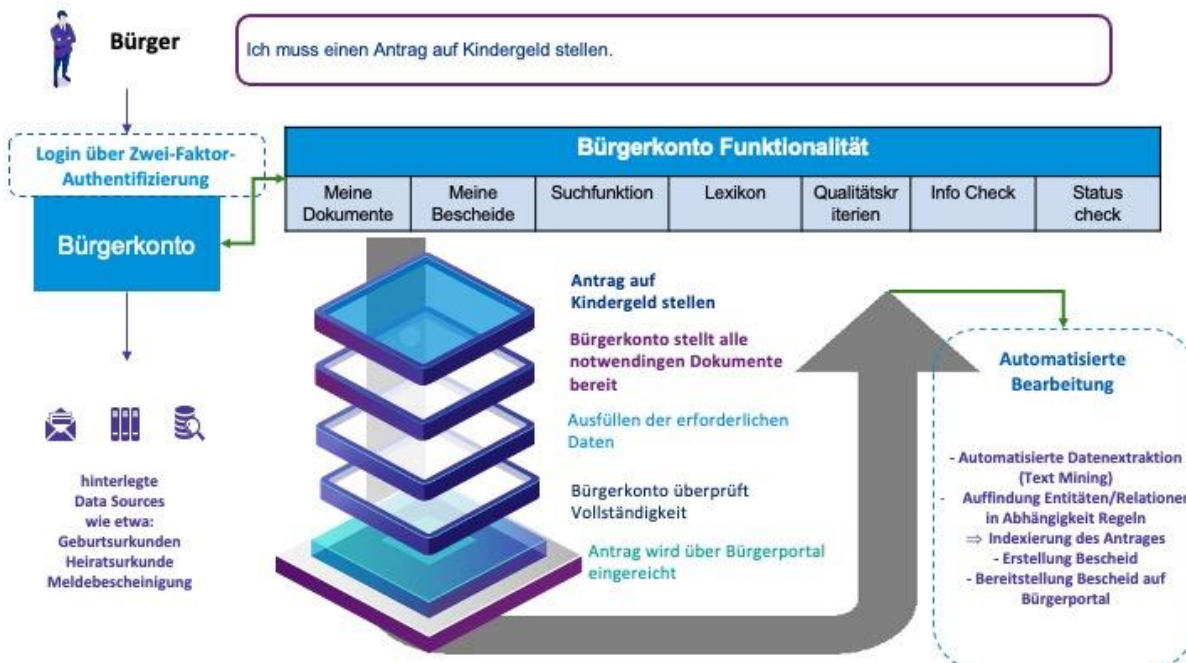 Bürger
Ich muss einen Antrag auf Kindergeld stellen.
Login über Zwei-Faktor-
Authentifizierung
Bürgerkonto
Bürgerkonto Funktionalität
Meine
Dokumente
Meine
Bescheide
Suchfunktion
Lexikon
Qualitätskr
iterien
Info Check
Status
check
Antrag auf
Kindergeld stellen
Bürgerkonto stellt alle
notwendingen Dokumente
bereit
Ausfüllen der erforderlichen
Daten
Bürgerkonto überprüft
Vollständigkeit
Antrag wird über Bürgerportal
eingereicht
hinterlegte
Data Sources
wie etwa:
Geburtsurkunden
Heiratsurkunde
Meldebescheinigung
Automatisierte
Bearbeitung
- Automatisierte Datenextraktion
(Text Mining)
- Auffindung Entitäten/Relationen
in Abhängigkeit Regeln
⇒ Indexierung des Antrages
- Erstellung Bescheid
- Bereitstellung Bescheid auf
Bürgerportal